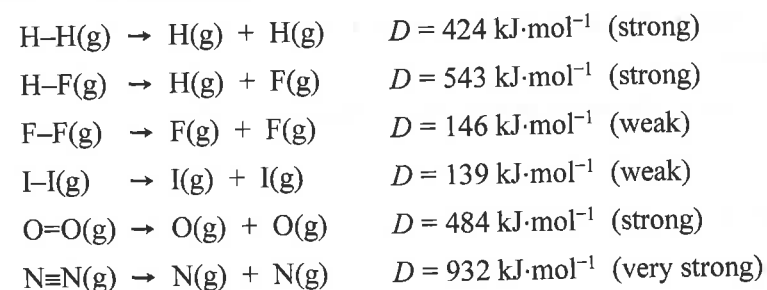 H–H(g) → H(g) + H(g) D = 424 kJ·mol⁻¹ (strong)
H–F(g) → H(g) + F(g) D = 543 kJ·mol⁻¹ (strong)
F–F(g) → F(g) + F(g) D = 146 kJ·mol⁻¹ (weak)
I–I(g) → I(g) + I(g) D = 139 kJ·mol⁻¹ (weak)
O=O(g) → O(g) + O(g) D = 484 kJ·mol⁻¹ (strong)
N≡N(g) → N(g) + N(g) D = 932 kJ·mol⁻¹ (very strong)